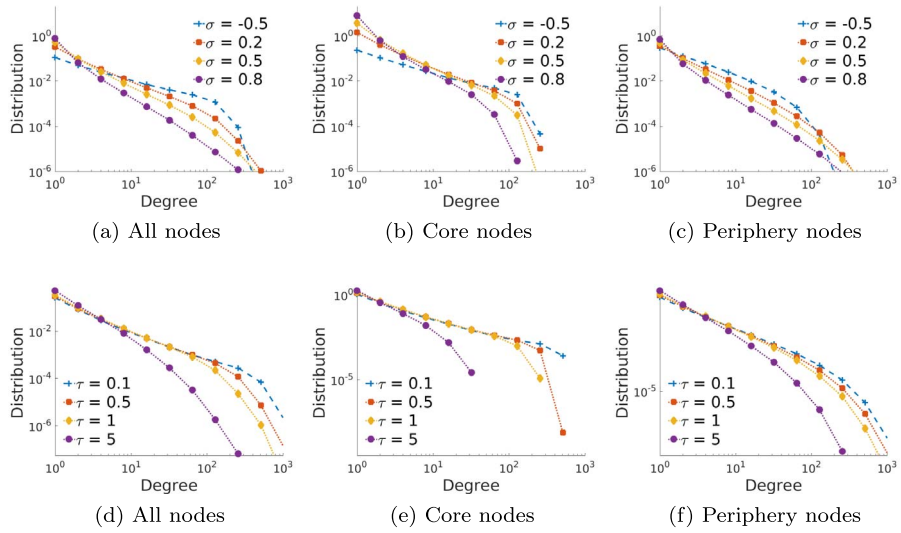 Distribution
10^0
10^-2
10^-4
10^-6
σ = -0.5
σ = 0.2
σ = 0.5
σ = 0.8
10^0 10^1 10^2 10^3
Degree
(a) All nodes
Distribution
10^0
10^-2
10^-4
10^-6
σ = -0.5
σ = 0.2
σ = 0.5
σ = 0.8
10^0 10^1 10^2 10^3
Degree
(b) Core nodes
Distribution
10^0
10^-2
10^-4
10^-6
σ = -0.5
σ = 0.2
σ = 0.5
σ = 0.8
10^0 10^1 10^2 10^3
Degree
(c) Periphery nodes
Distribution
10^-2
10^-4
10^-6
τ = 0.1
τ = 0.5
τ = 1
τ = 5
10^0 10^1 10^2 10^3
Degree
(d) All nodes
Distribution
10^0
10^-5
τ = 0.1
τ = 0.5
τ = 1
τ = 5
10^0 10^1 10^2 10^3
Degree
(e) Core nodes
Distribution
10^-5
τ = 0.1
τ = 0.5
τ = 1
τ = 5
10^0 10^1 10^2 10^3
Degree
(f) Periphery nodes